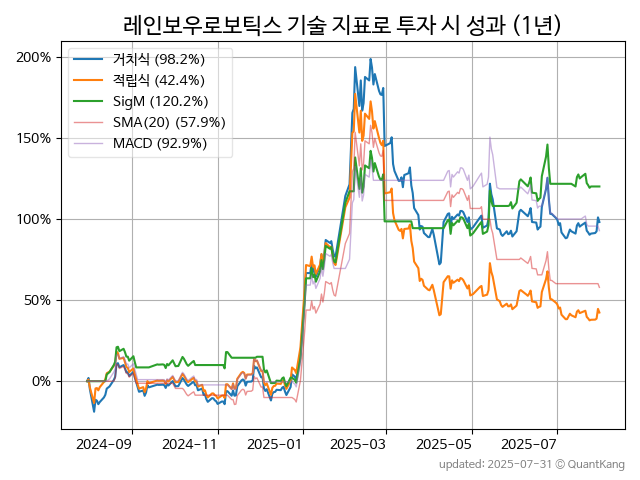 레인보우로보틱스 기술 지표로 투자 시 성과 (1년)
200%
150%
100%
50%
0%
거치식 (98.2%)
적립식 (42.4%)
SigM (120.2%)
SMA(20) (57.9%)
MACD (92.9%)
2024-09
2024-11
2025-01
2025-03
2025-05
2025-07
updated: 2025-07-31 © QuantKang